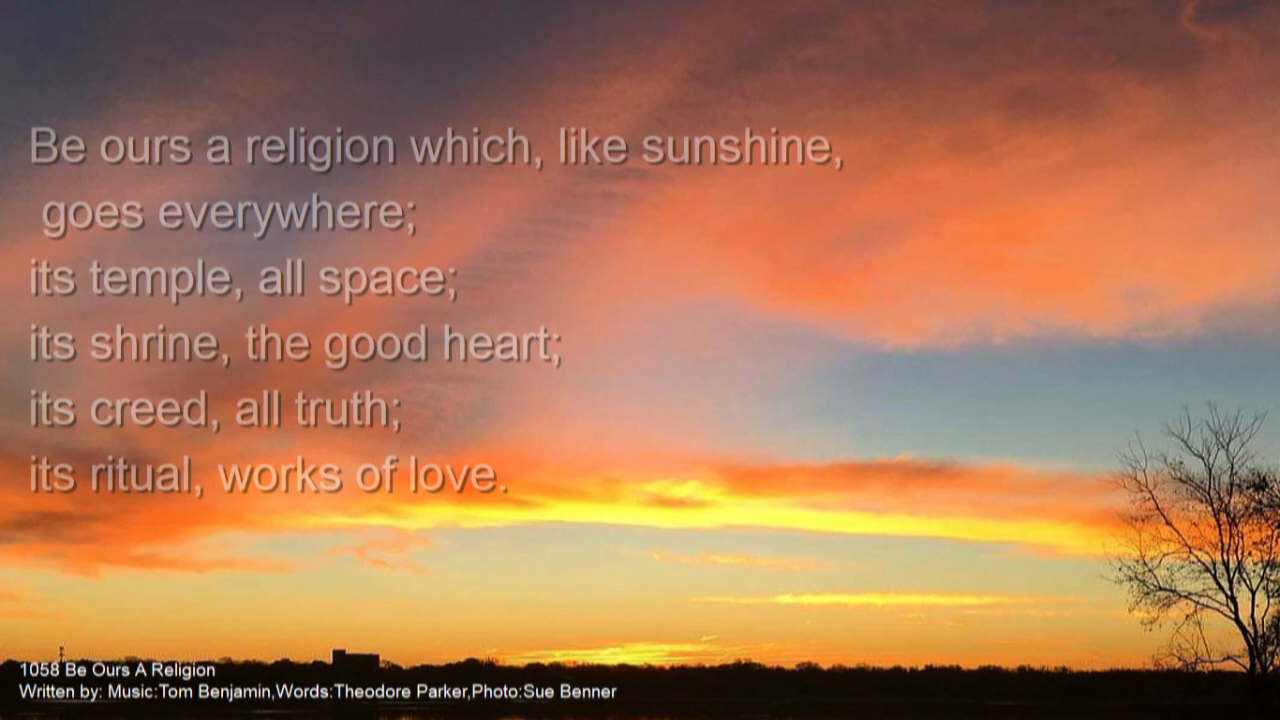 Be ours a religion which, like sunshine,
goes everywhere;
its temple, all space;
its shrine, the good heart;
its creed, all truth;
its ritual, works of love.
1058 Be Ours A Religion
Written by: Music:Tom Benjamin,Words:Theodore Parker,Photo:Sue Benner